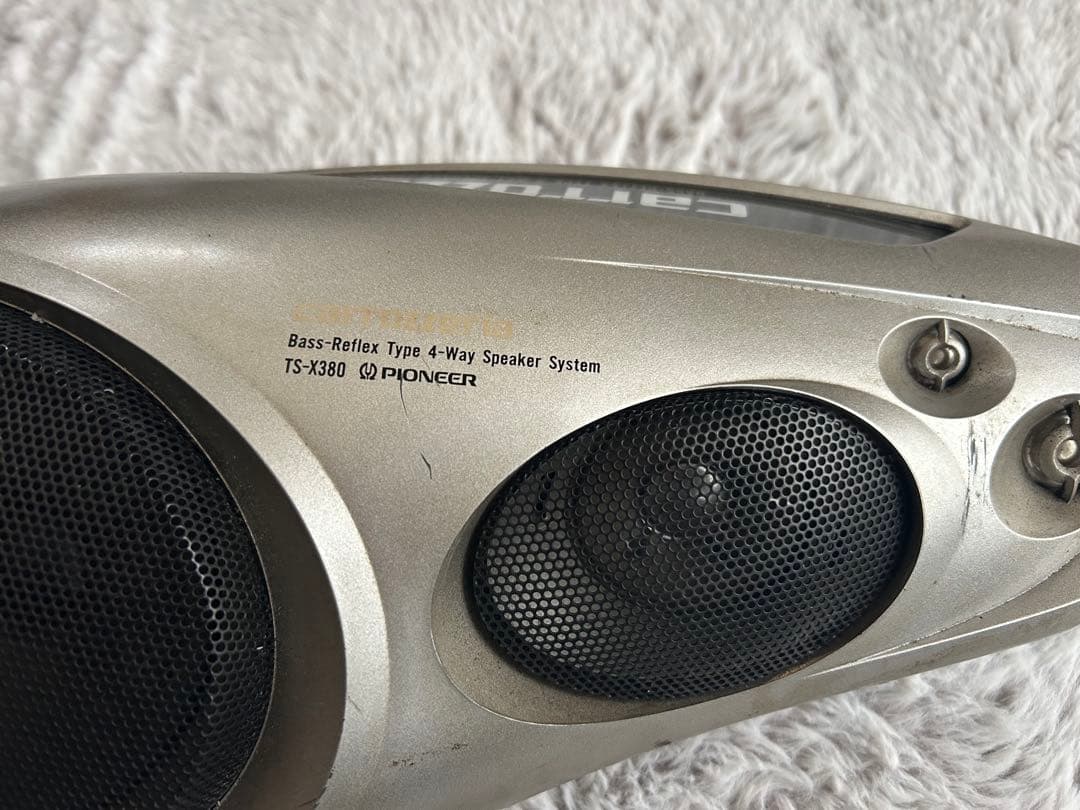 carrozzeria
Bass-Reflex Type 4-Way Speaker System
TS-X380 PIONEER